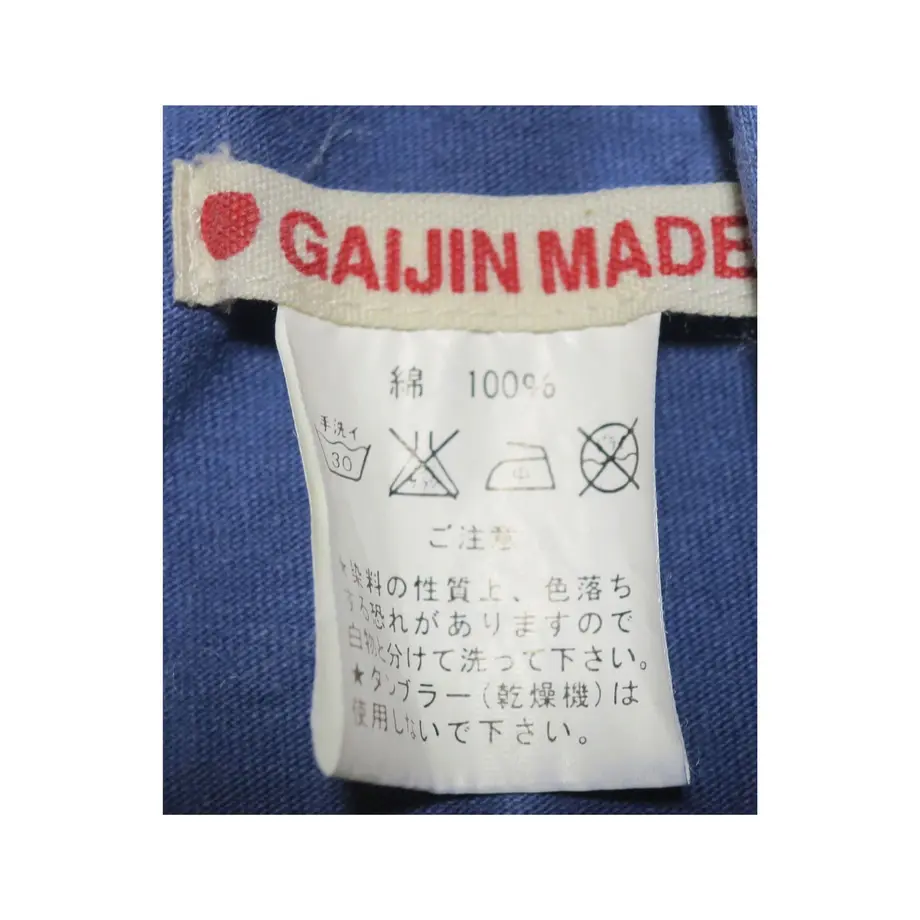 GAIJIN MADE
綿 100%
手洗イ
30
中
ご注意
★染料の性質上、色落ち
する恐れがありますので
白物と分けて洗って下さい。
★タンブラー(乾燥機)は
使用しないで下さい。